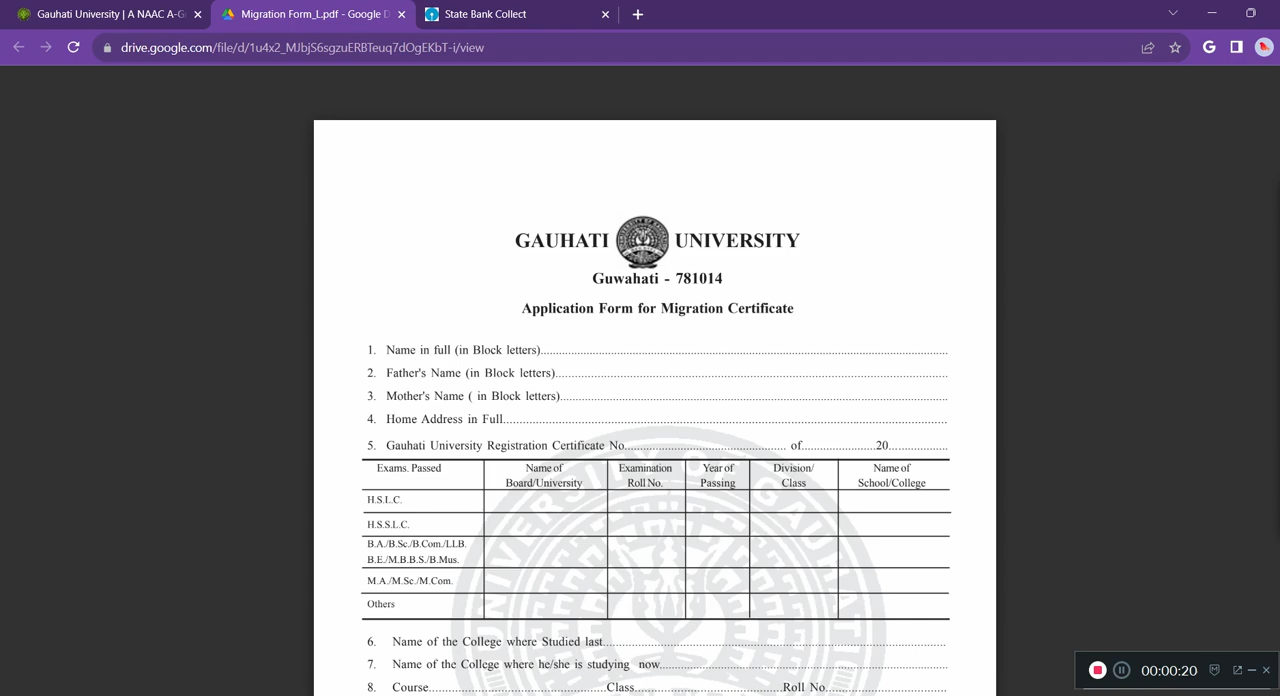 Gauhati University | A NAAC A-G
Migration Form_L.pdf - Google D
State Bank Collect
drive.google.com/file/d/1u4x2_MJbjS6sgzuERBTeuq7dOgEKbT-i/view
GAUHATI UNIVERSITY
Guwahati - 781014
Application Form for Migration Certificate
1. Name in full (in Block letters)
2. Father's Name (in Block letters)
3. Mother's Name ( in Block letters)
4. Home Address in Full
5. Gauhati University Registration Certificate No. of 20
Exams. Passed Name of Board/University Examination Roll No. Year of Passing Division/ Class Name of School/College
H.S.L.C.
H.S.S.L.C.
B.A./B.Sc./B.Com./LLB.
B.E./M.B.B.S./B.Mus.
M.A./M.Sc./M.Com.
Others
6. Name of the College where Studied last
7. Name of the College where he/she is studying now
8. Course Class Roll No
00:00:20